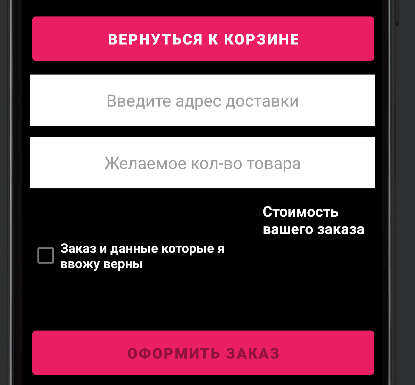 ВЕРНУТЬСЯ К КОРЗИНЕ
Введите адрес доставки
Желаемое кол-во товара
Стоимость
вашего заказа
Заказ и данные которые я
ввожу верны
ОФОРМИТЬ ЗАКАЗ